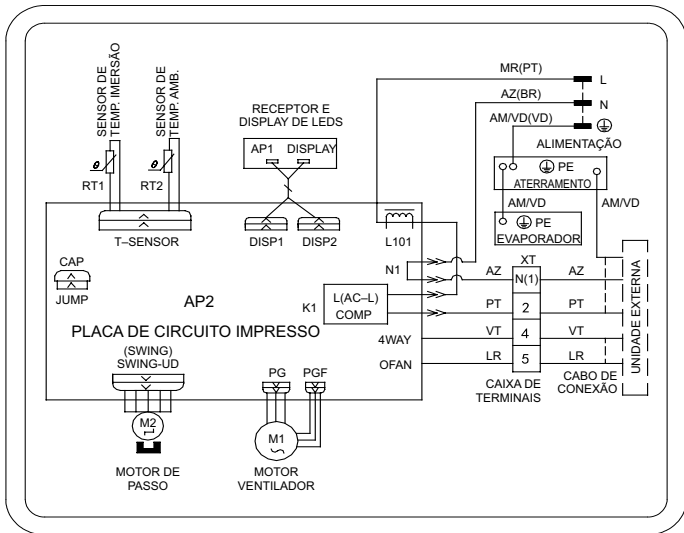 SENSOR DE
TEMP. IMERSÃO
SENSOR DE
TEMP. AMB.
RECEPTOR E
DISPLAY DE LEDS
AP1 DISPLAY
MR(PT)
L
AZ(BR)
N
AM/VD(VD)
ALIMENTAÇÃO
PE
ATERRAMENTO
AM/VD
AM/VD
PE
EVAPORADOR
θ
RT1
θ
RT2
T–SENSOR
DISP1
DISP2
L101
CAP
JUMP
AP2
PLACA DE CIRCUITO IMPRESSO
N1
K1
L(AC–L)
COMP
4WAY
OFAN
XT
AZ
N(1)
AZ
PT
2
PT
VT
4
VT
LR
5
LR
CAIXA DE
TERMINAIS
CABO DE
CONEXÃO
UNIDADE EXTERNA
(SWING)
SWING-UD
PG
PGF
M2
M1
MOTOR DE
PASSO
MOTOR
VENTILADOR